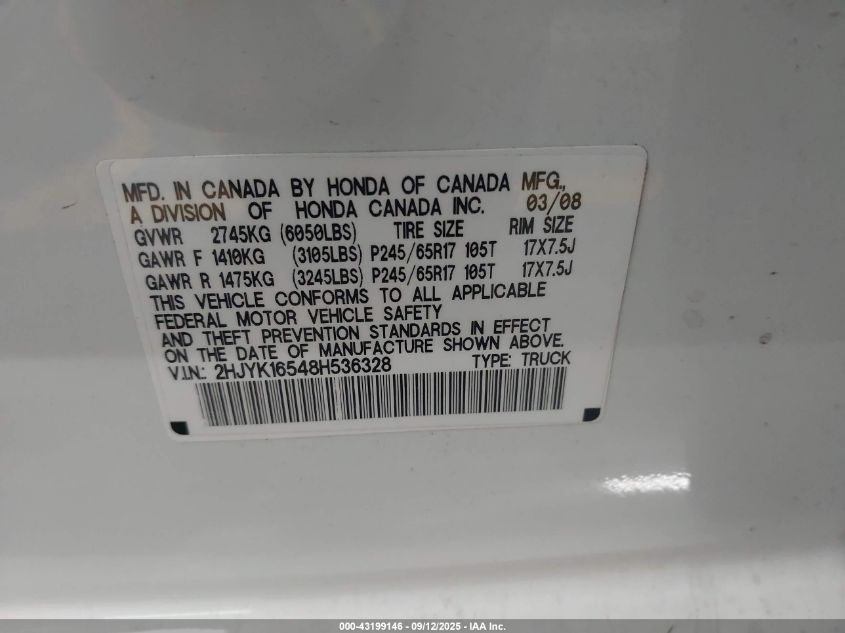 MFD. IN CANADA BY HONDA OF CANADA MFG.,
A DIVISION OF HONDA CANADA INC. 03/08
GVWR 2745KG (6050LBS) TIRE SIZE RIM SIZE
GAWR F 1410KG (3105LBS) P245/65R17 105T 17X7.5J
GAWR R 1475KG (3245LBS) P245/65R17 105T 17X7.5J
THIS VEHICLE CONFORMS TO ALL APPLICABLE
FEDERAL MOTOR VEHICLE SAFETY
AND THEFT PREVENTION STANDARDS IN EFFECT
ON THE DATE OF MANUFACTURE SHOWN ABOVE.
V.I.N.: 2HJYK16548H536328 TYPE: TRUCK
000-43199146 - 09/12/2025 - IAA Inc.